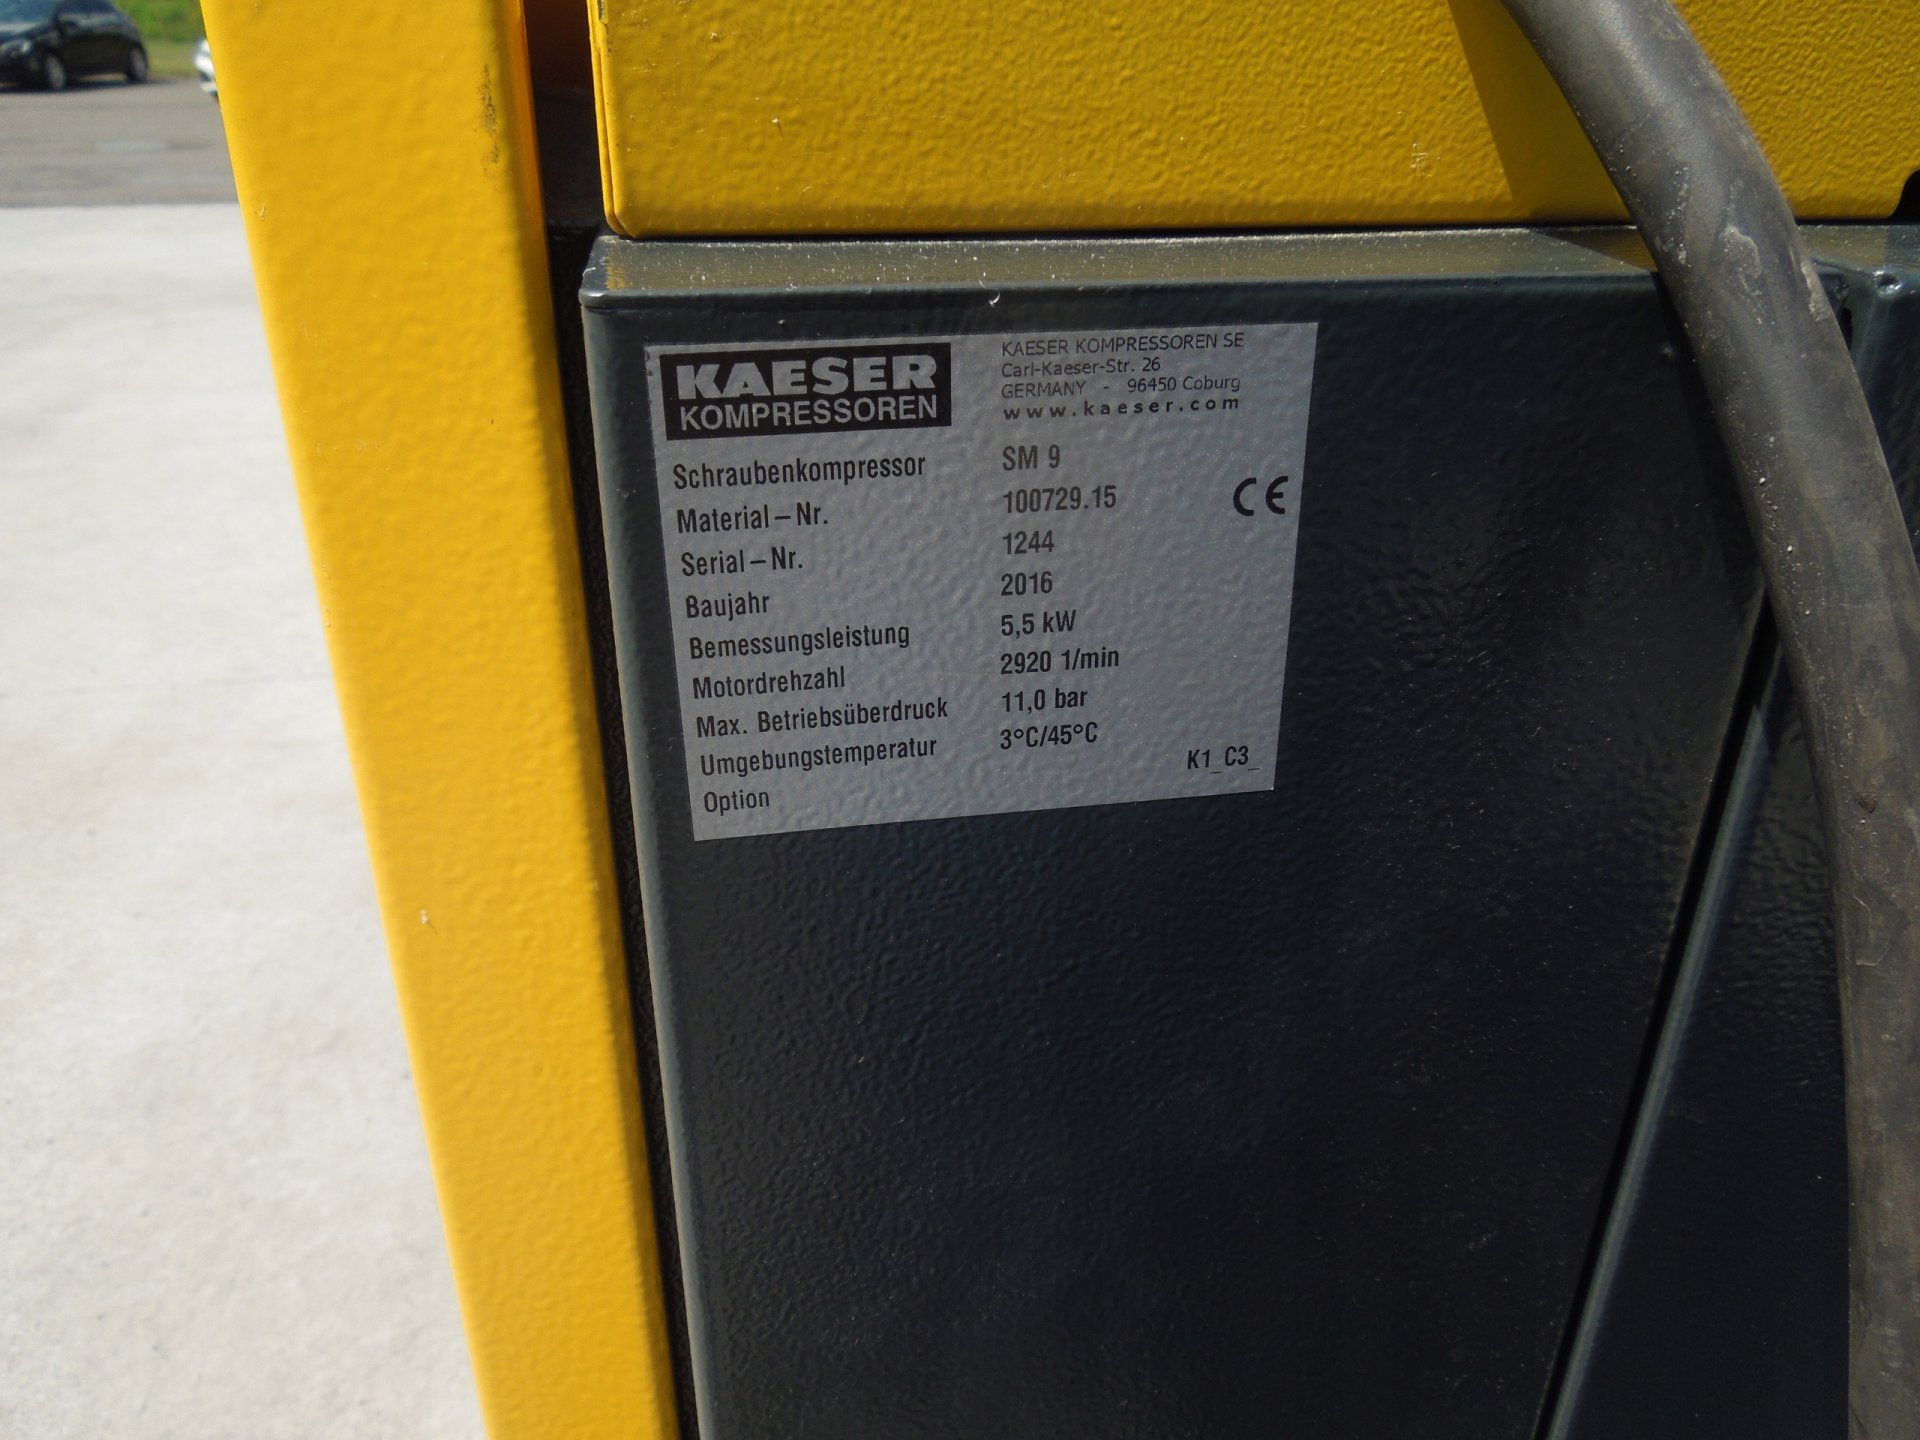 KAESER
KOMPRESSOREN
KAESER KOMPRESSOREN SE
Carl-Kaeser-Str. 26
GERMANY - 96450 Coburg
www.kaeser.com
Schraubenkompressor SM 9
Material-Nr. 100729.15
CE
Serial-Nr. 1244
Baujahr 2016
Bemessungsleistung 5,5 kW
Motordrehzahl 2920 1/min
Max. Betriebsüberdruck 11,0 bar
Umgebungstemperatur 3°C/45°C
Option K1_C3_